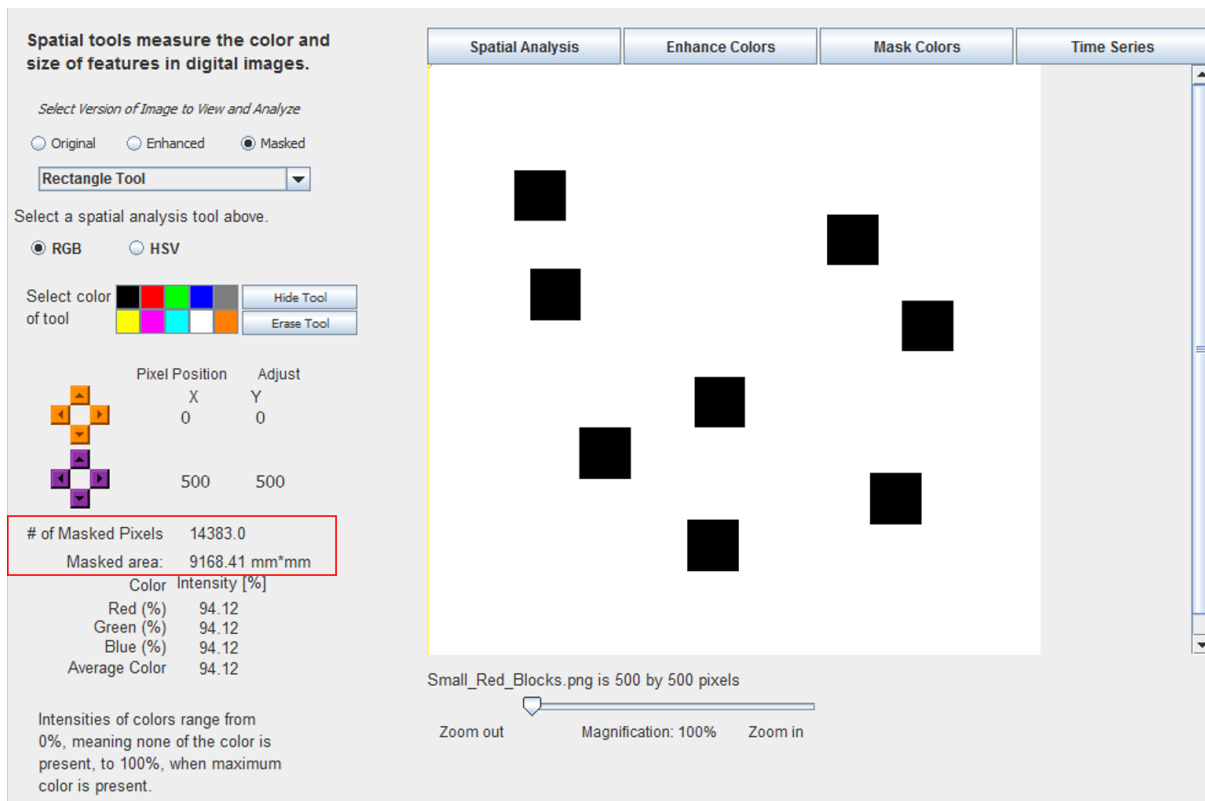 Spatial tools measure the color and
size of features in digital images.
Select Version of Image to View and Analyze
Original Enhanced Masked
Rectangle Tool
Select a spatial analysis tool above.
RGB HSV
Select color
of tool
Hide Tool
Erase Tool
Pixel Position Adjust
X Y
0 0
500 500
# of Masked Pixels 14383.0
Masked area: 9168.41 mm*mm
Color Intensity [%]
Red (%) 94.12
Green (%) 94.12
Blue (%) 94.12
Average Color 94.12
Intensities of colors range from
0%, meaning none of the color is
present, to 100%, when maximum
color is present.
Spatial Analysis Enhance Colors Mask Colors Time Series
Small_Red_Blocks.png is 500 by 500 pixels
Zoom out Magnification: 100% Zoom in